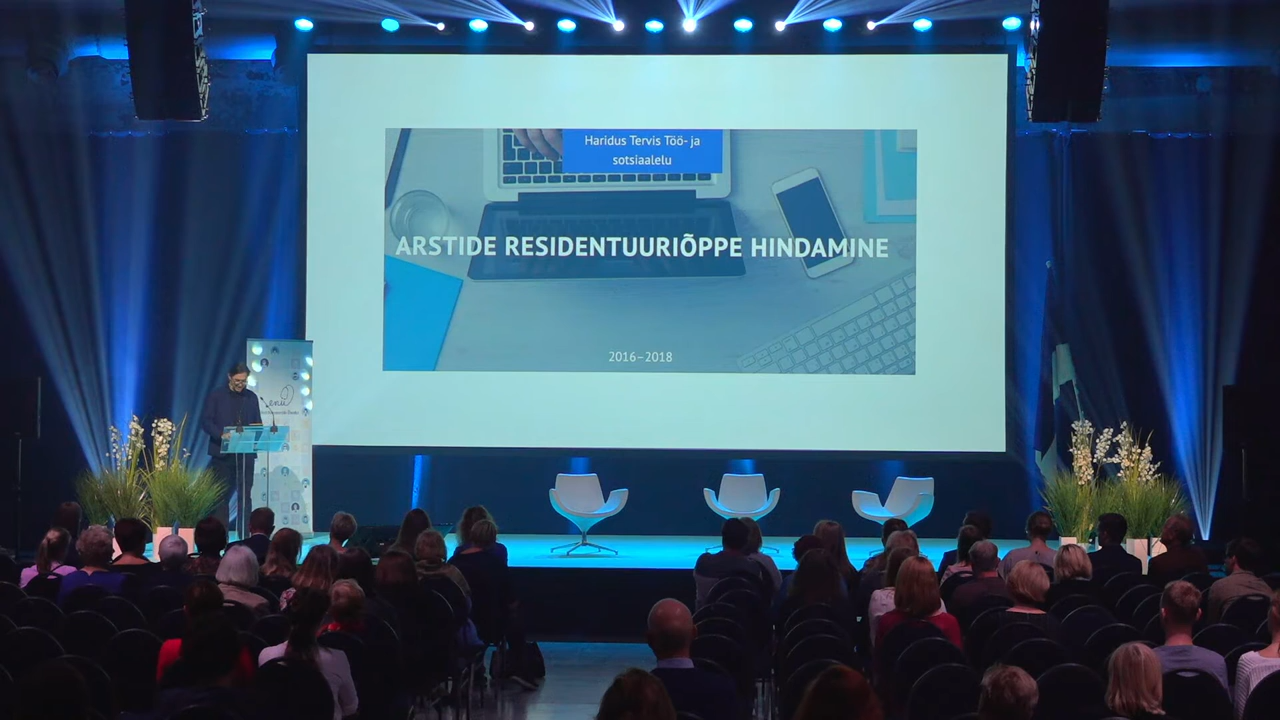 Haridus Tervis Töö- ja
sotsiaalelu
ARSTIDE RESIDENTUURIÕPPE HINDAMINE
2016–2018